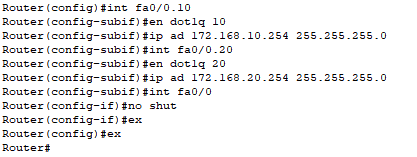 Router(config)#int fa0/0.10
Router(config-subif)#en dot1q 10
Router(config-subif)#ip ad 172.168.10.254 255.255.255.0
Router(config-subif)#int fa0/0.20
Router(config-subif)#en dot1q 20
Router(config-subif)#ip ad 172.168.20.254 255.255.255.0
Router(config-subif)#int fa0/0
Router(config-if)#no shut
Router(config-if)#ex
Router(config)#ex
Router#